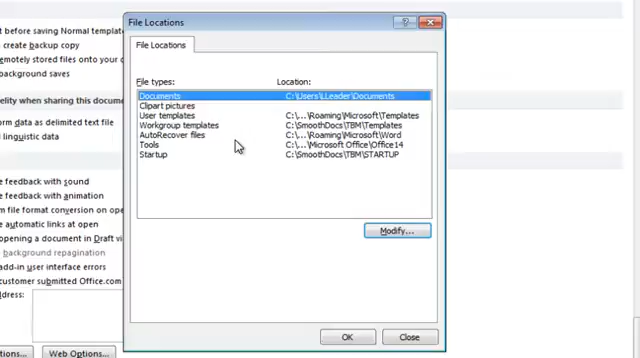 File Locations
File Locations
File types: Location:
Documents C:\Users\LLeader\Documents
Clipart pictures
User templates C:\...\Roaming\Microsoft\Templates
Workgroup templates C:\SmoothDocs\TBM\Templates
AutoRecover files C:\...\Roaming\Microsoft\Word
Tools C:\...\Microsoft Office\Office14
Startup C:\SmoothDocs\TBM\STARTUP
Modify...
OK
Close
t before saving Normal template
create backup copy
emotely stored files onto your c
background saves
elity when sharing this docume
orm data as delimited text file
linguistic data
e feedback with sound
e feedback with animation
m file format conversion on ope
e automatic links at open
opening a document in Draft vi
background repagination
add-in user interface errors
customer submitted Office.com
ddress:
tions...
Web Options...